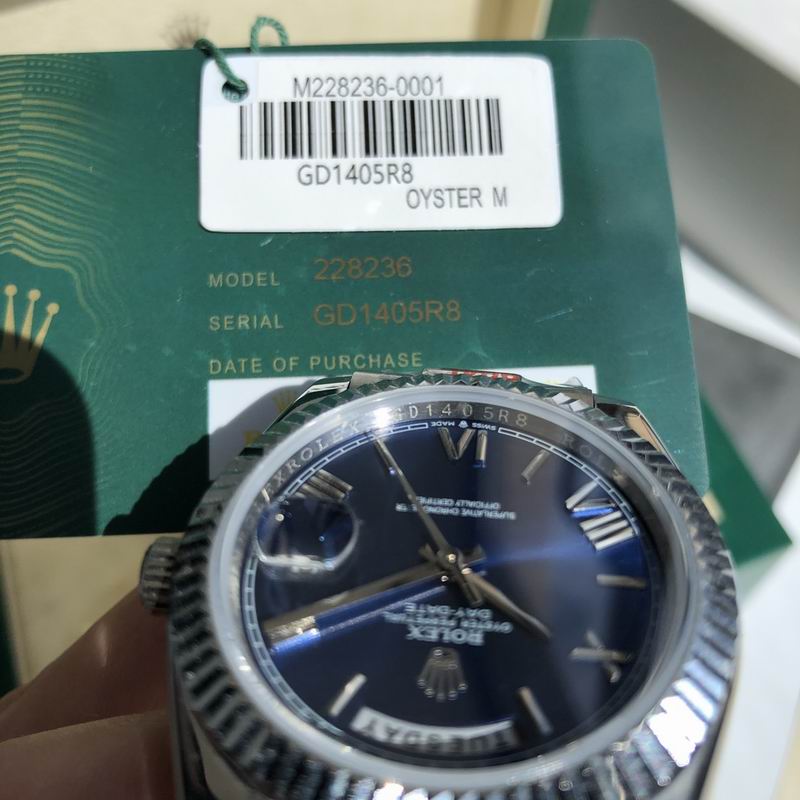 M228236-0001
GD1405R8
OYSTER M
MODEL 228236
SERIAL GD1405R8
DATE OF PURCHASE
ROLEX GD1405R8
SWISS MADE
VI
VIII
X
SUPERLATIVE CHRONOMETER
OFFICIALLY CERTIFIED
DAY-DATE
OYSTER PERPETUAL
ROLEX
TUESDAY